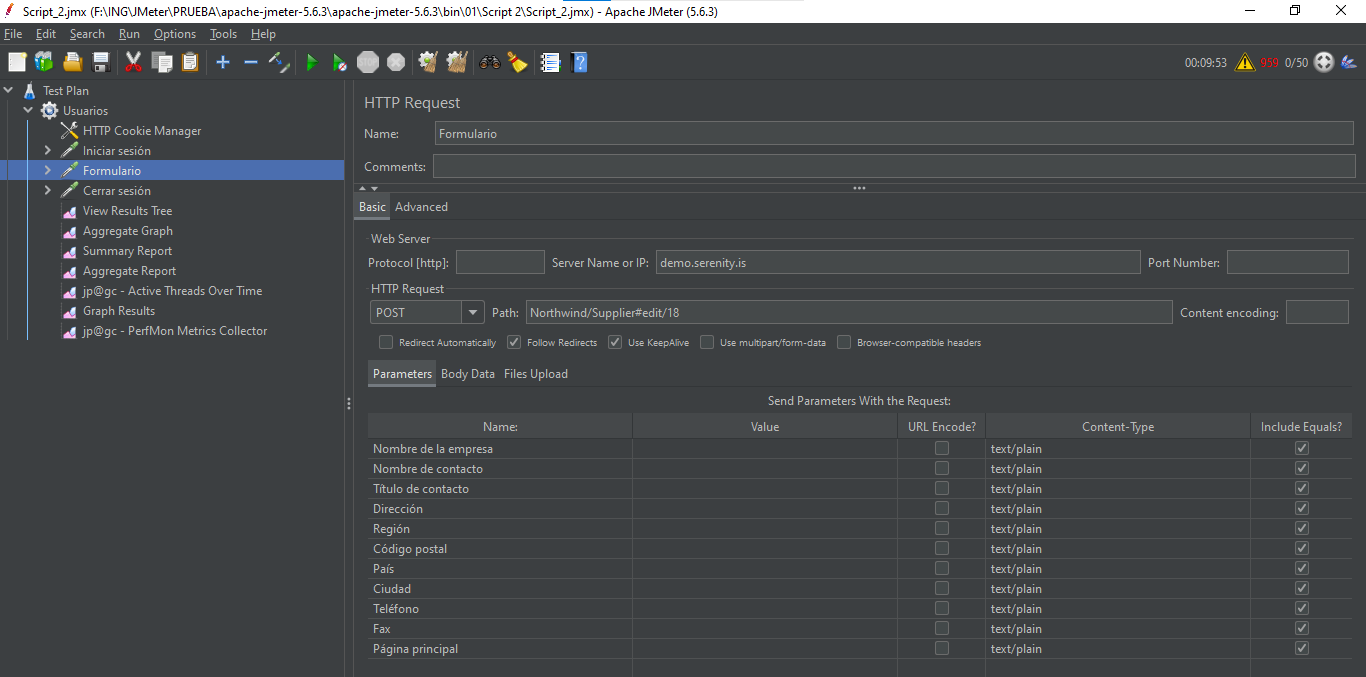 Script_2.jmx (F:\ING\JMeter\PRUEBA\apache-jmeter-5.6.3\apache-jmeter-5.6.3\bin\01\Script 2\Script_2.jmx) - Apache JMeter (5.6.3)
File Edit Search Run Options Tools Help
STOP 00:09:53 959 0/50
Test Plan
Usuarios
HTTP Cookie Manager
Iniciar sesión
Formulario
Cerrar sesión
View Results Tree
Aggregate Graph
Summary Report
Aggregate Report
jp@gc - Active Threads Over Time
Graph Results
jp@gc - PerfMon Metrics Collector
HTTP Request
Name: Formulario
Comments:
Basic Advanced
Web Server
Protocol [http]: Server Name or IP: demo.serenity.is Port Number:
HTTP Request
POST Path: Northwind/Supplier#edit/18 Content encoding:
Redirect Automatically Follow Redirects Use KeepAlive Use multipart/form-data Browser-compatible headers
Parameters Body Data Files Upload
Send Parameters With the Request:
Name: Value URL Encode? Content-Type Include Equals?
Nombre de la empresa text/plain
Nombre de contacto text/plain
Título de contacto text/plain
Dirección text/plain
Región text/plain
Código postal text/plain
País text/plain
Ciudad text/plain
Teléfono text/plain
Fax text/plain
Página principal text/plain